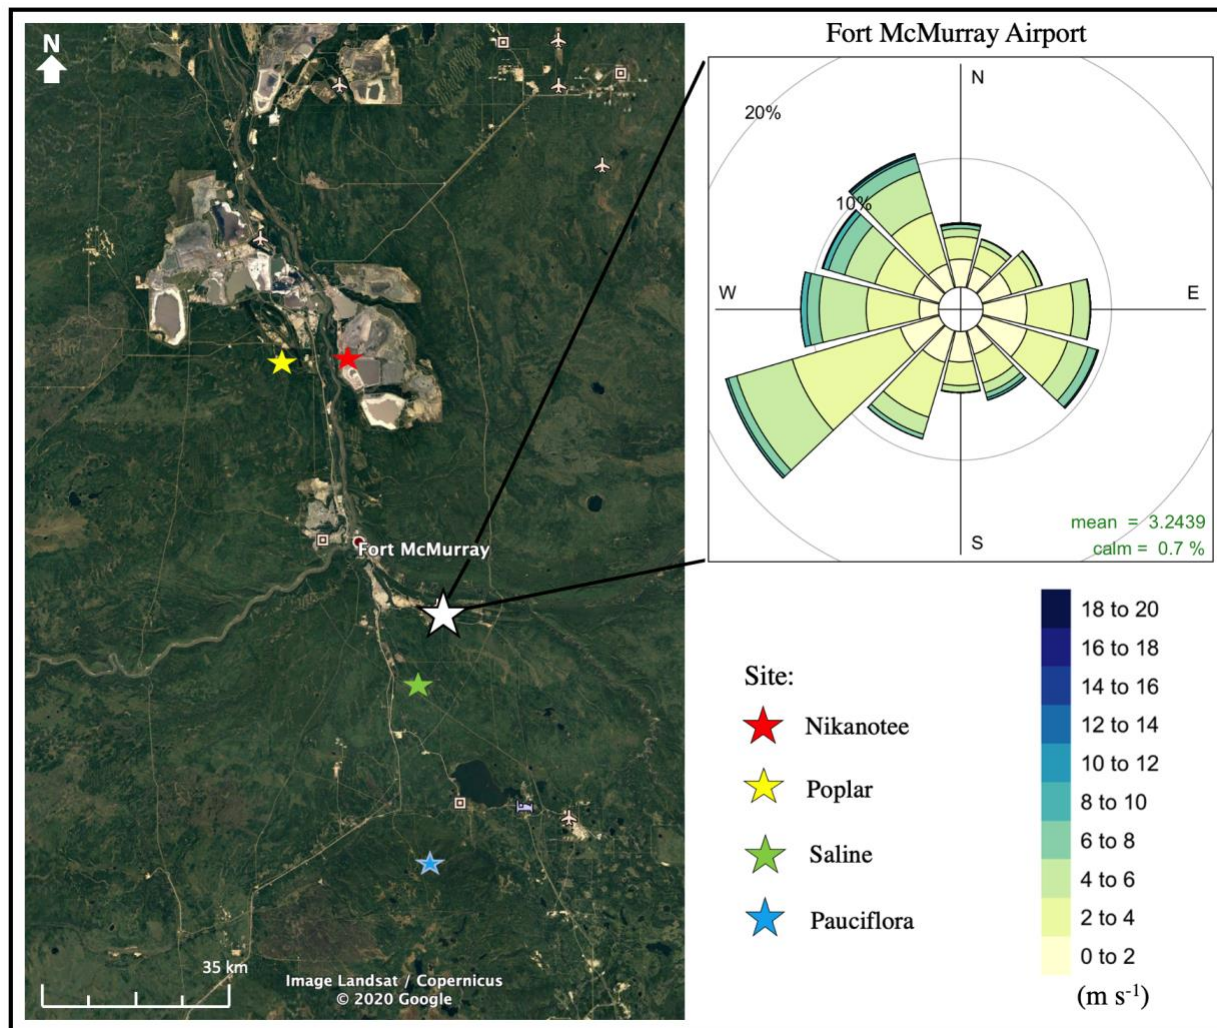 N
Fort McMurray
35 km
Image Landsat / Copernicus
© 2020 Google
Fort McMurray Airport
N
20%
10%
W
E
S
mean = 3.2439
calm = 0.7 %
Site:
Nikanotee
Poplar
Saline
Pauciflora
18 to 20
16 to 18
14 to 16
12 to 14
10 to 12
8 to 10
6 to 8
4 to 6
2 to 4
0 to 2
(m s⁻¹)